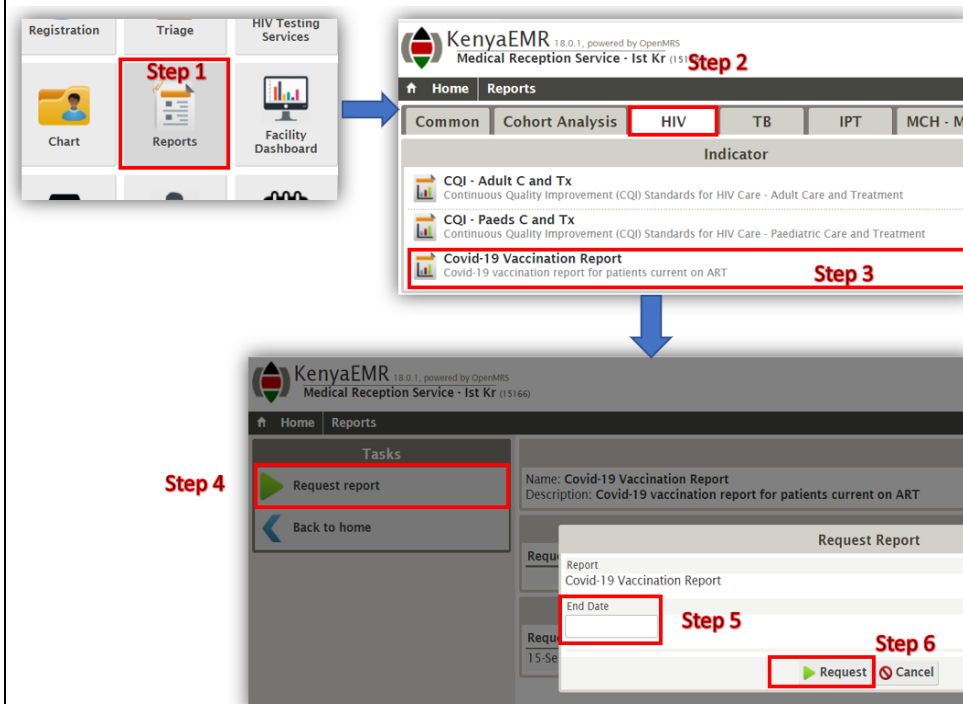 Registration
Triage
HIV Testing
Services
Step 1
Chart
Reports
Facility
Dashboard
KenyaEMR 18.0.1, powered by OpenMRS
Medical Reception Service - Ist Kr (151
Step 2
Home Reports
Common Cohort Analysis HIV TB IPT MCH - M
Indicator
CQI - Adult C and Tx
Continuous Quality Improvement (CQI) Standards for HIV Care - Adult Care and Treatment
CQI - Paeds C and Tx
Continuous Quality Improvement (CQI) Standards for HIV Care - Paediatric Care and Treatment
Covid-19 Vaccination Report
Covid-19 vaccination report for patients current on ART
Step 3
KenyaEMR 18.0.1, powered by OpenMRS
Medical Reception Service - Ist Kr (15166)
Home Reports
Tasks
Step 4
Request report
Back to home
Name: Covid-19 Vaccination Report
Description: Covid-19 vaccination report for patients current on ART
Request Report
Requ
Report
Covid-19 Vaccination Report
End Date
Step 5
Requ
15-Se
Step 6
Request Cancel